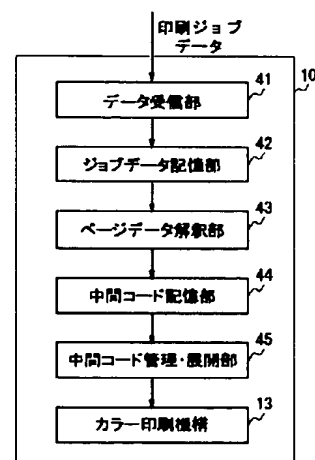 印刷ジョブ
データ
10
41
データ受信部
42
ジョブデータ記憶部
43
ページデータ解釈部
44
中間コード記憶部
45
中間コード管理・展開部
13
カラー印刷機構